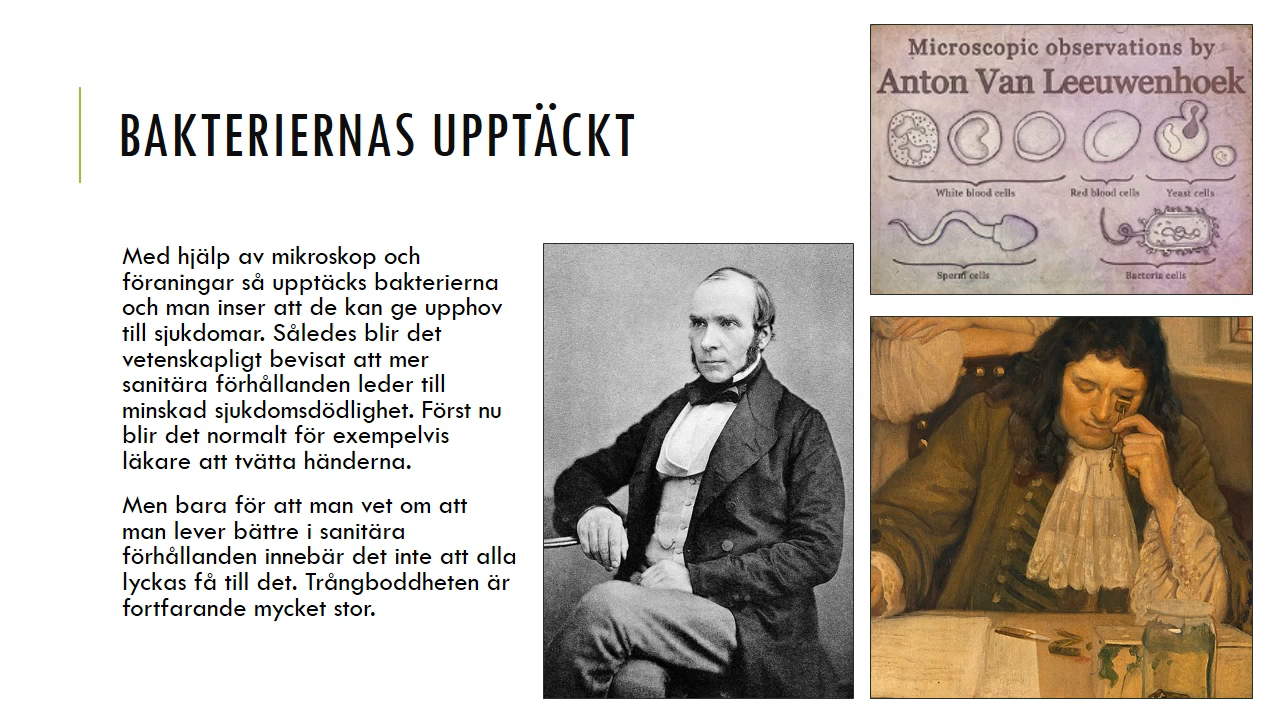 BAKTERIERNAS UPPTÄCKT
Med hjälp av mikroskop och
föraningar så upptäcks bakterierna
och man inser att de kan ge upphov
till sjukdomar. Således blir det
vetenskapligt bevisat att mer
sanitära förhållanden leder till
minskad sjukdomsdödlighet. Först nu
blir det normalt för exempelvis
läkare att tvätta händerna.
Men bara för att man vet om att
man lever bättre i sanitära
förhållanden innebär det inte att alla
lyckas få till det. Trångboddheten är
fortfarande mycket stor.
Microscopic observations by
Anton Van Leeuwenhoek
White blood cells
Red blood cells
Yeast cells
Sperm cells
Bacteria cells